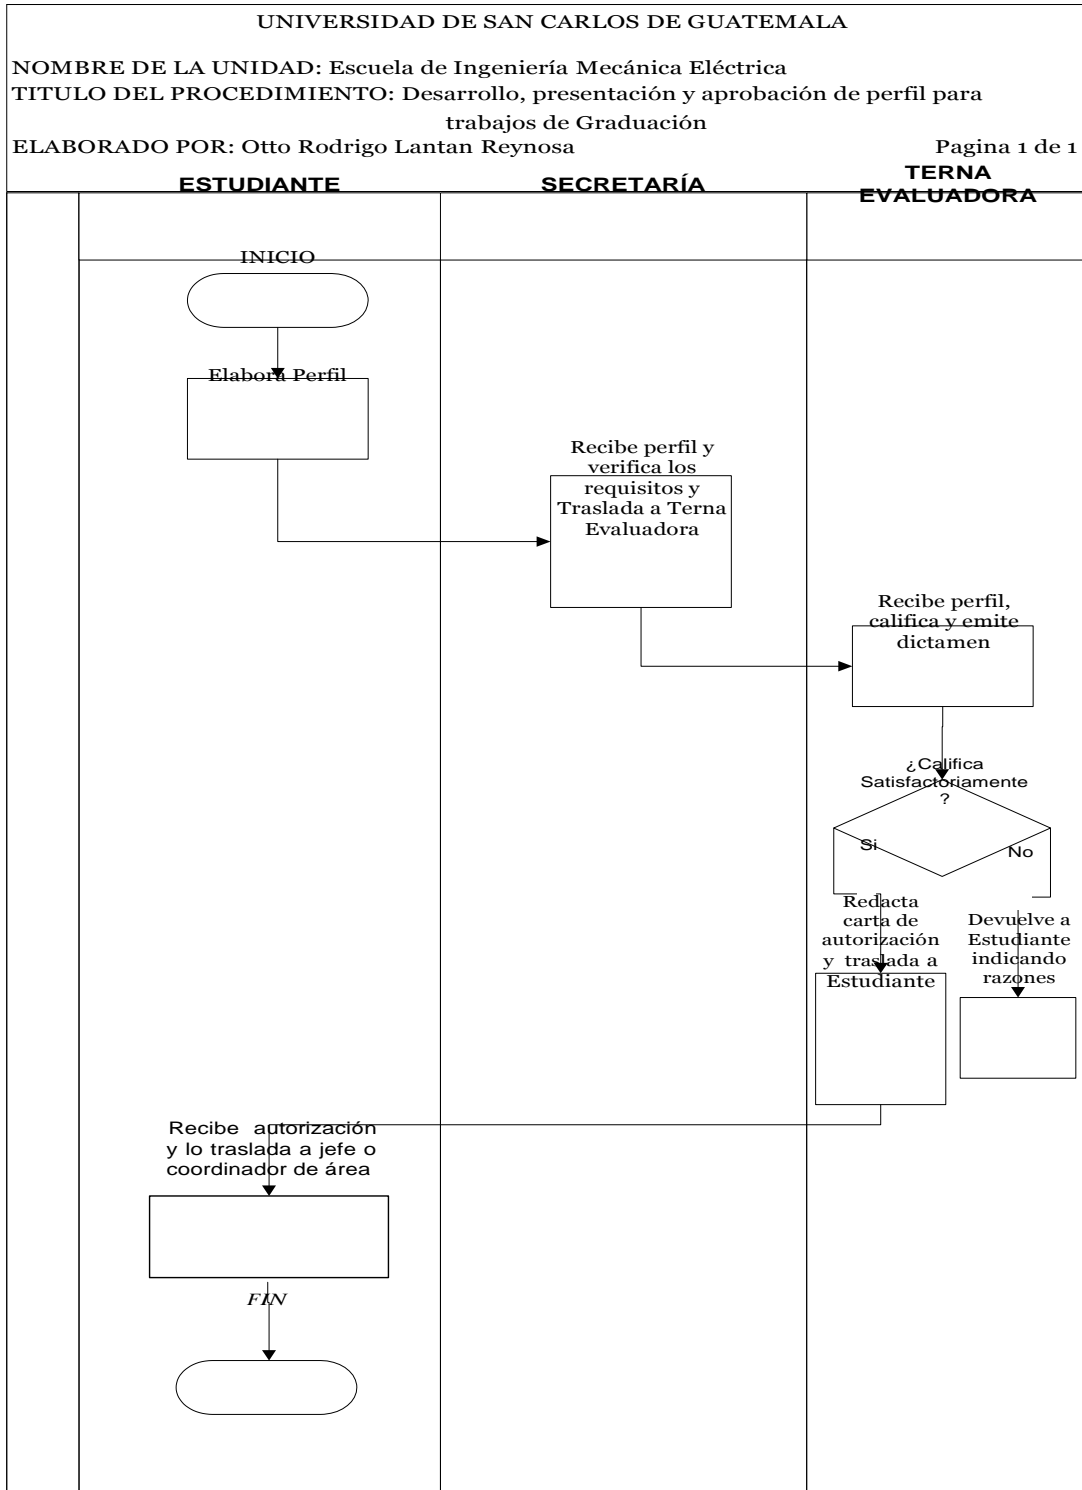 UNIVERSIDAD DE SAN CARLOS DE GUATEMALA
NOMBRE DE LA UNIDAD: Escuela de Ingeniería Mecánica Eléctrica
TITULO DEL PROCEDIMIENTO: Desarrollo, presentación y aprobación de perfil para
trabajos de Graduación
ELABORADO POR: Otto Rodrigo Lantan Reynosa Pagina 1 de 1
ESTUDIANTE
SECRETARÍA
TERNA
EVALUADORA
INICIO
Elabora Perfil
Recibe perfil y
verifica los
requisitos y
Traslada a Terna
Evaluadora
Recibe perfil,
califica y emite
dictamen
¿Califica
Satisfactoriamente
?
Si
No
Redacta
carta de
autorización
y traslada a
Estudiante
Devuelve a
Estudiante
indicando
razones
Recibe autorización
y lo traslada a jefe o
coordinador de área
FIN